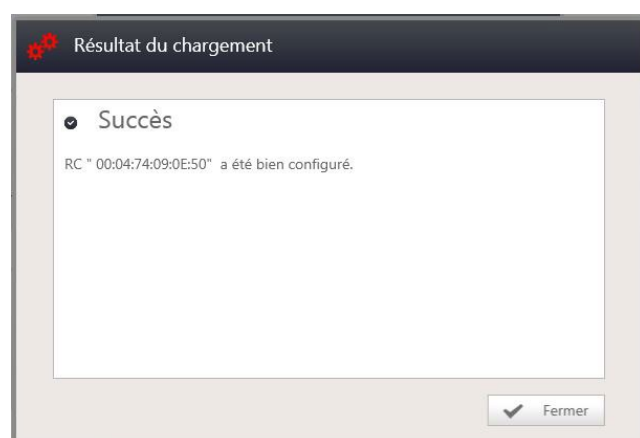 Résultat du chargement
Succès
RC " 00:04:74:09:0E:50"  a été bien configuré.
Fermer